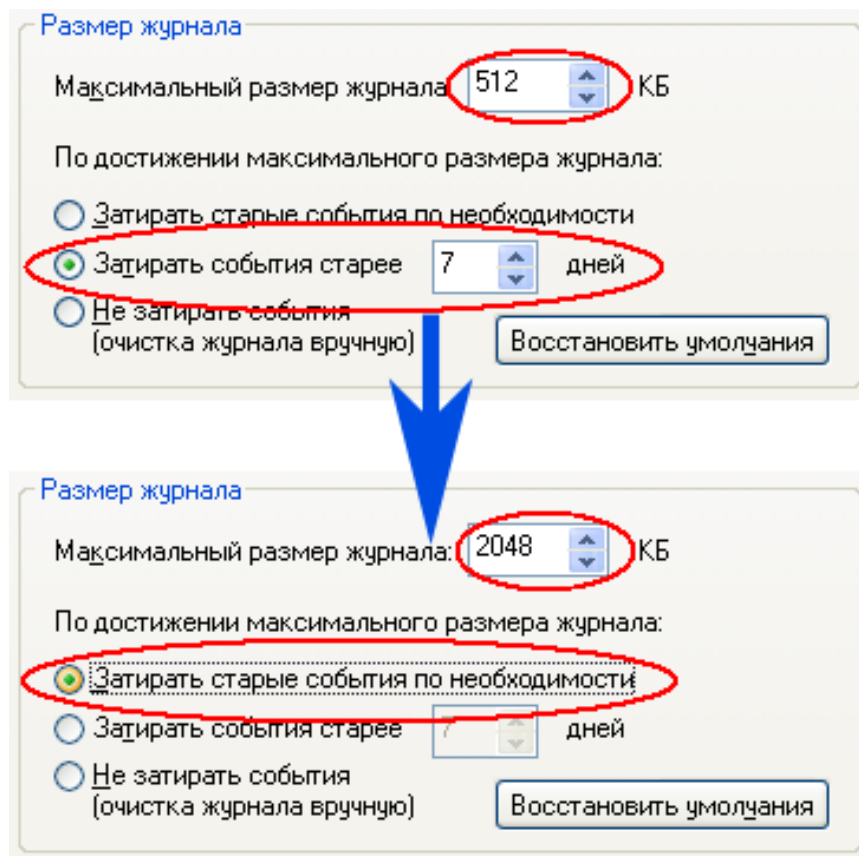 Размер журнала
Максимальный размер журнала: 512 КБ
По достижении максимального размера журнала:
Затирать старые события по необходимости
Затирать события старее 7 дней
Не затирать события
(очистка журнала вручную) Восстановить умолчания
Размер журнала
Максимальный размер журнала: 2048 КБ
По достижении максимального размера журнала:
Затирать старые события по необходимости
Затирать события старее 7 дней
Не затирать события
(очистка журнала вручную) Восстановить умолчания